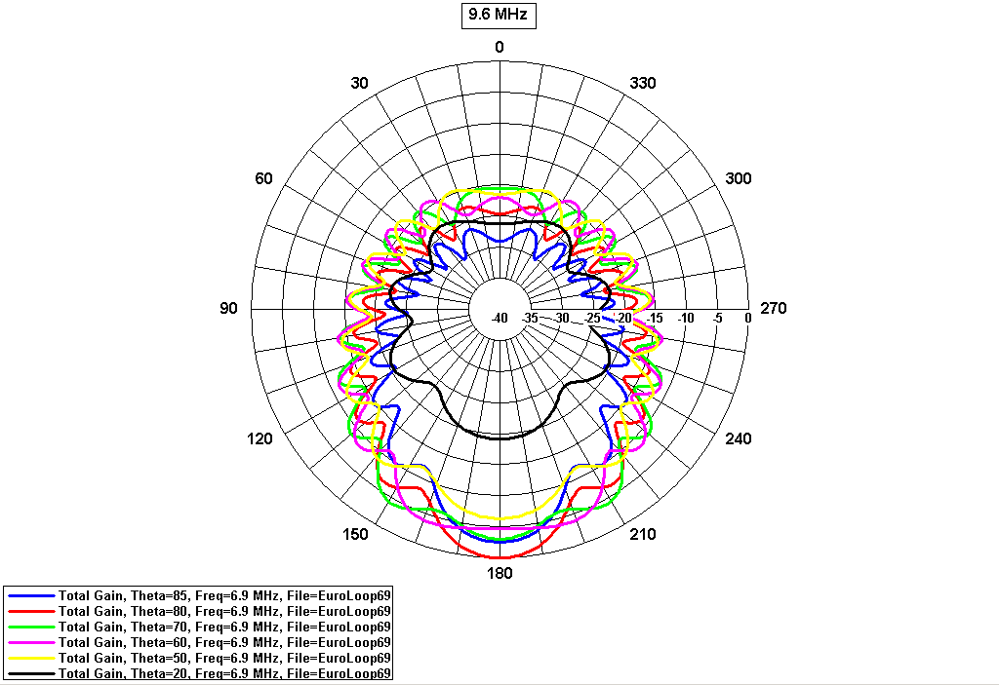 9.6 MHz
0
30
330
60
300
90
-40 -35 -30 -25 -20 -15 -10 -5 0
270
120
240
150
210
180
Total Gain, Theta=85, Freq=6.9 MHz, File=EuroLoop69
Total Gain, Theta=80, Freq=6.9 MHz, File=EuroLoop69
Total Gain, Theta=70, Freq=6.9 MHz, File=EuroLoop69
Total Gain, Theta=60, Freq=6.9 MHz, File=EuroLoop69
Total Gain, Theta=50, Freq=6.9 MHz, File=EuroLoop69
Total Gain, Theta=20, Freq=6.9 MHz, File=EuroLoop69